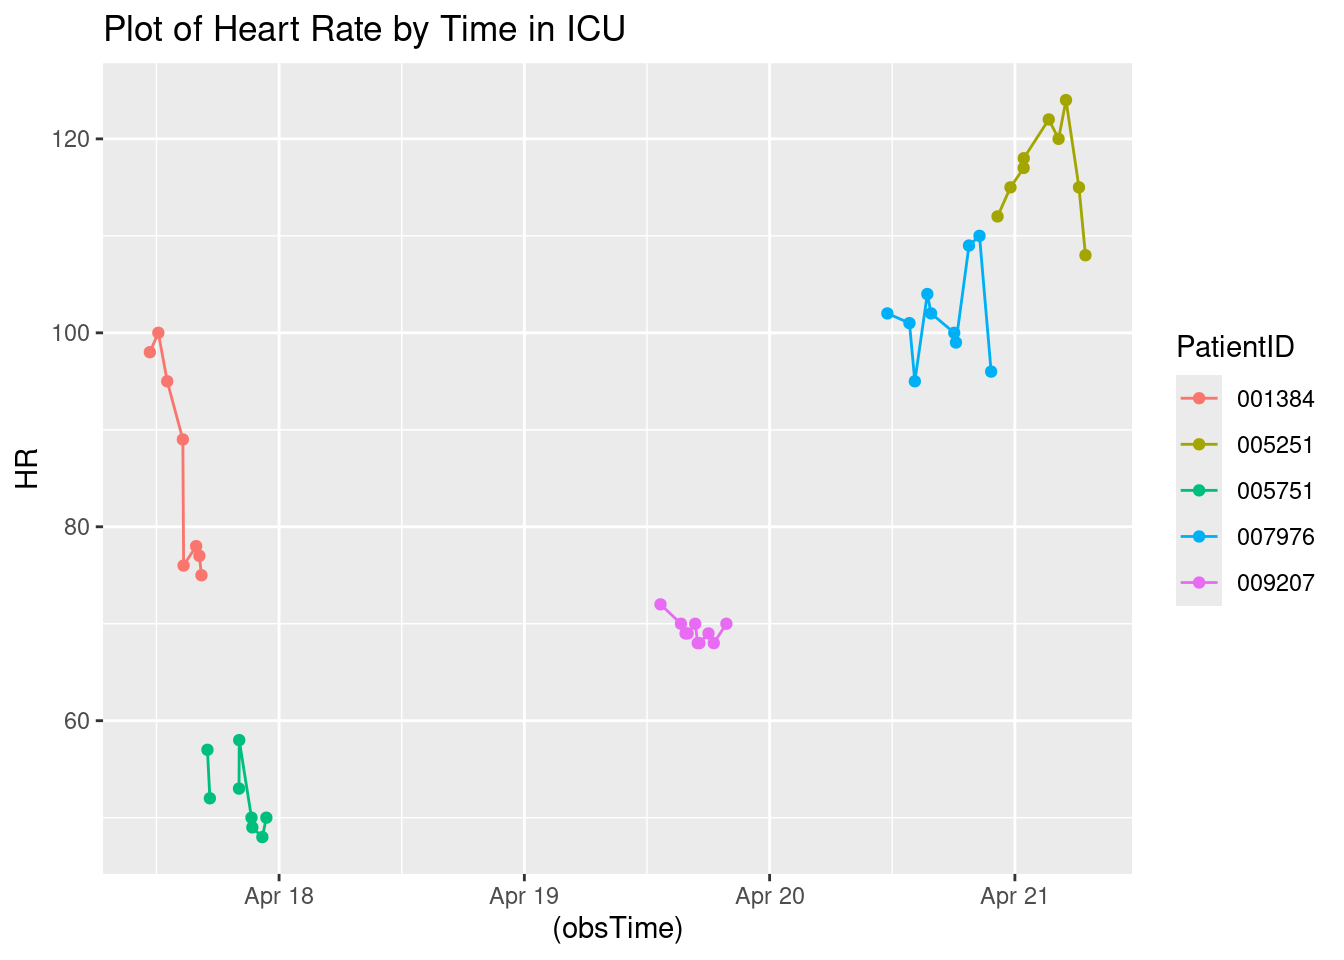 Plot of Heart Rate by Time in ICU
HR
120
100
80
60
Apr 18
Apr 19
Apr 20
Apr 21
(obsTime)
PatientID
001384
005251
005751
007976
009207